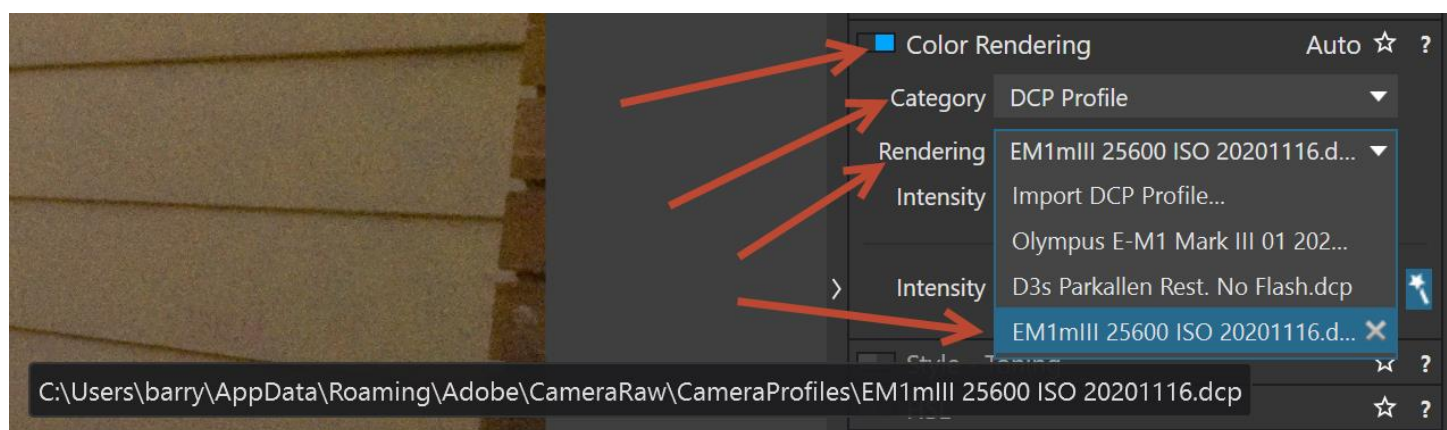 Color Rendering Auto ?
Category DCP Profile
Rendering EM1mIII 25600 ISO 20201116.d...
Intensity Import DCP Profile...
Olympus E-M1 Mark III 01 202...
Intensity D3s Parkallen Rest. No Flash.dcp
EM1mIII 25600 ISO 20201116.d...
Style - Toning ?
C:\Users\barry\AppData\Roaming\Adobe\CameraRaw\CameraProfiles\EM1mIII 25600 ISO 20201116.dcp
?